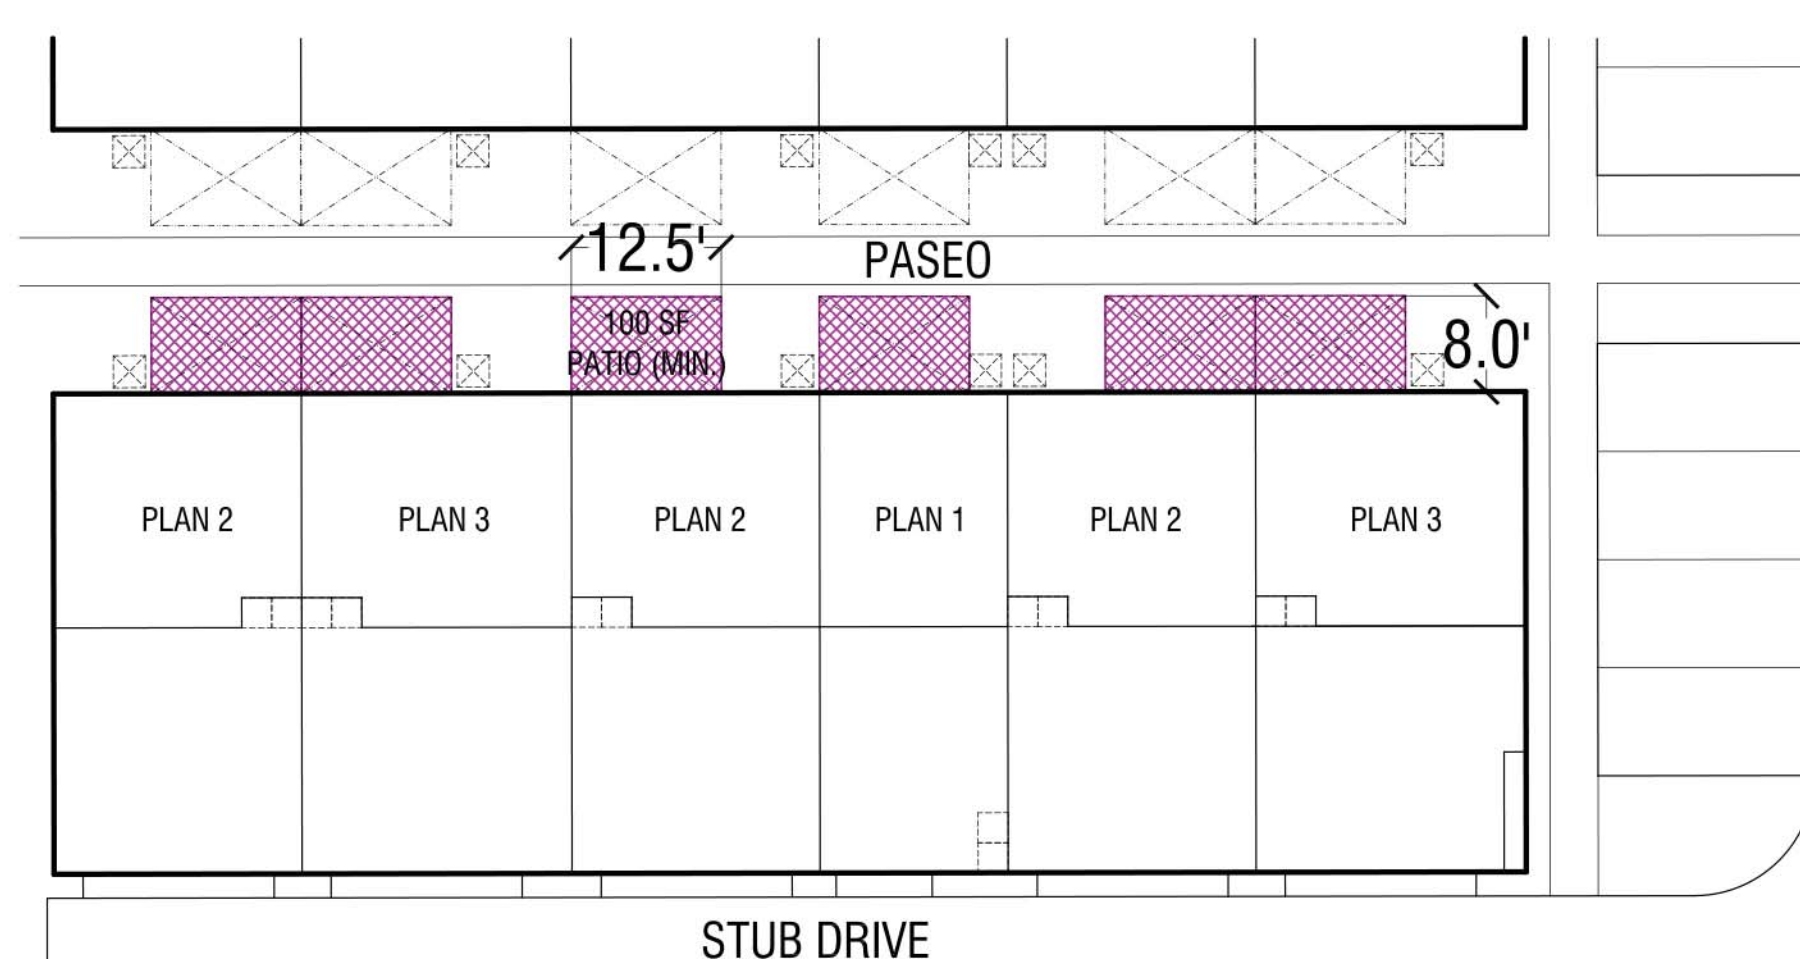 12.5'
PASEO
100 SF
PATIO (MIN.)
8.0'
PLAN 2
PLAN 3
PLAN 2
PLAN 1
PLAN 2
PLAN 3
STUB DRIVE